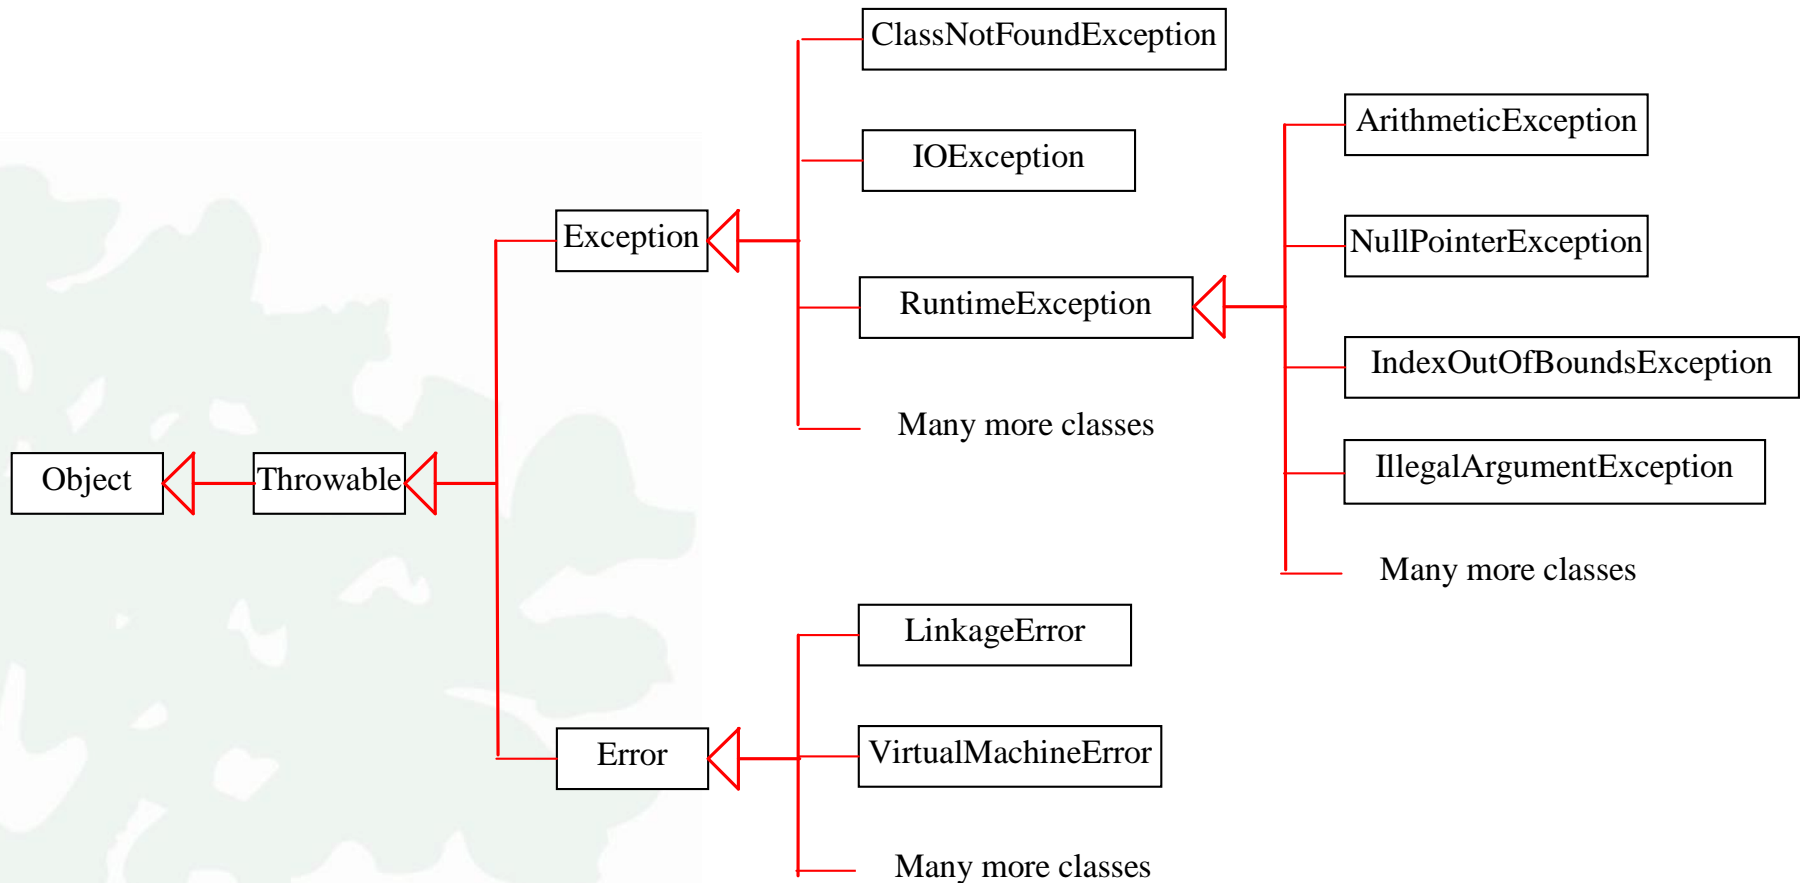 ClassNotFoundException
ArithmeticException
IOException
NullPointerException
Exception
RuntimeException
IndexOutOfBoundsException
Many more classes
IllegalArgumentException
Object
Throwable
Many more classes
LinkageError
Error
VirtualMachineError
Many more classes